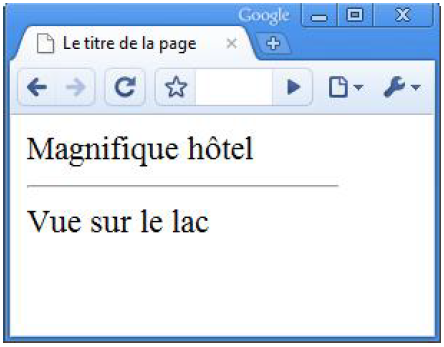 Google
Le titre de la page
Magnifique hôtel
Vue sur le lac